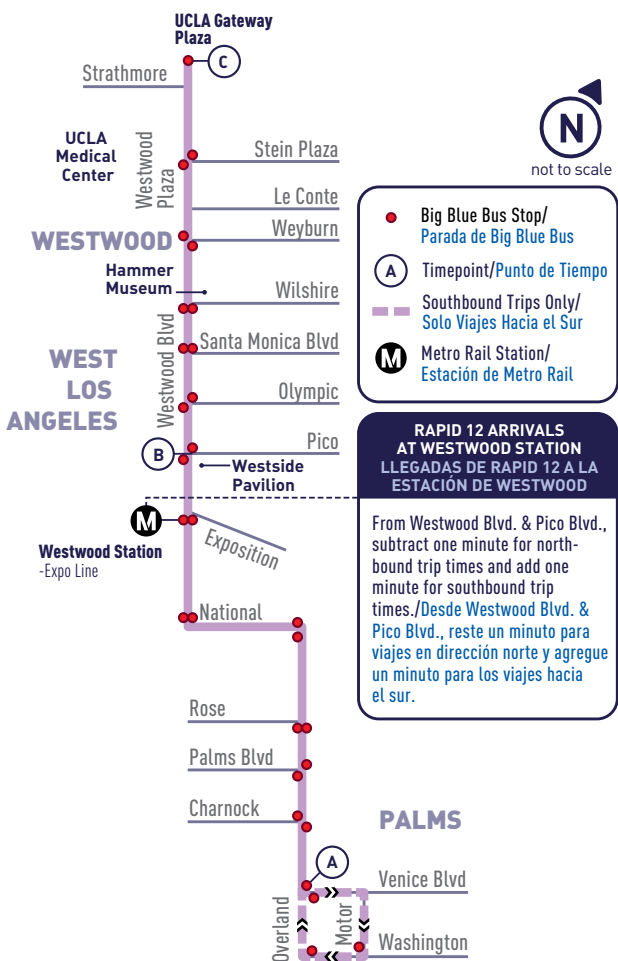 UCLA Gateway
Plaza
C
Strathmore
UCLA
Medical
Center
Westwood
Plaza
Stein Plaza
Le Conte
WESTWOOD
Weyburn
Hammer
Museum
Wilshire
Westwood Blvd
Santa Monica Blvd
WEST
LOS
ANGELES
Olympic
Pico
B
Westside
Pavilion
M
Westwood Station
-Expo Line
Exposition
National
Rose
Palms Blvd
Charnock
PALMS
A
Venice Blvd
Overland
Motor
Washington
N
not to scale
Big Blue Bus Stop/
Parada de Big Blue Bus
A
Timepoint/Punto de Tiempo
Southbound Trips Only/
Solo Viajes Hacia el Sur
M
Metro Rail Station/
Estación de Metro Rail
RAPID 12 ARRIVALS
AT WESTWOOD STATION
LLEGADAS DE RAPID 12 A LA
ESTACIÓN DE WESTWOOD
From Westwood Blvd. & Pico Blvd.,
subtract one minute for north-
bound trip times and add one
minute for southbound trip
times./Desde Westwood Blvd. &
Pico Blvd., reste un minuto para
viajes en dirección norte y agregue
un minuto para los viajes hacia
el sur.